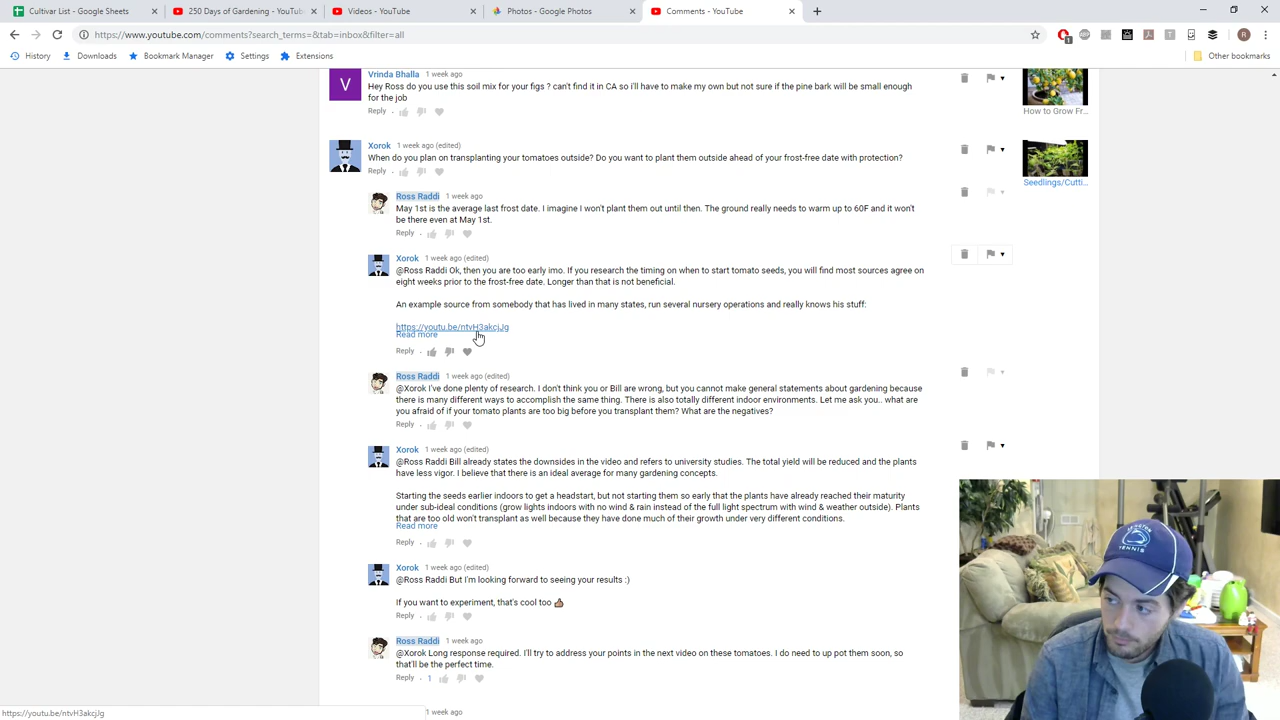 Cultivar List - Google Sheets
250 Days of Gardening - YouTub
Videos - YouTube
Photos - Google Photos
Comments - YouTube
https://www.youtube.com/comments?search_terms=&tab=inbox&filter=all
History
Downloads
Bookmark Manager
Settings
Extensions
Other bookmarks
V
Vrinda Bhalla 1 week ago
Hey Ross do you use this soil mix for your figs ? can't find it in CA so i'll have to make my own but not sure if the pine bark will be small enough
for the job
Reply
How to Grow Fr...
Xorok 1 week ago (edited)
When do you plan on transplanting your tomatoes outside? Do you want to plant them outside ahead of your frost-free date with protection?
Reply
Seedlings/Cutti...
Ross Raddi 1 week ago
May 1st is the average last frost date. I imagine I won't plant them out until then. The ground really needs to warm up to 60F and it won't
be there even at May 1st.
Reply
Xorok 1 week ago (edited)
@Ross Raddi Ok, then you are too early imo. If you research the timing on when to start tomato seeds, you will find most sources agree on
eight weeks prior to the frost-free date. Longer than that is not beneficial.
An example source from somebody that has lived in many states, run several nursery operations and really knows his stuff:
https://youtu.be/ntvH3akcjJg
Read more
Reply
Ross Raddi 1 week ago (edited)
@Xorok I've done plenty of research. I don't think you or Bill are wrong, but you cannot make general statements about gardening because
there is many different ways to accomplish the same thing. There is also totally different indoor environments. Let me ask you.. what are
you afraid of if your tomato plants are too big before you transplant them? What are the negatives?
Reply
Xorok 1 week ago (edited)
@Ross Raddi Bill already states the downsides in the video and refers to university studies. The total yield will be reduced and the plants
have less vigor. I believe that there is an ideal average for many gardening concepts.
Starting the seeds earlier indoors to get a headstart, but not starting them so early that the plants have already reached their maturity
under sub-ideal conditions (grow lights indoors with no wind & rain instead of the full light spectrum with wind & weather outside). Plants
that are too old won't transplant as well because they have done much of their growth under very different conditions.
Read more
Reply
Xorok 1 week ago (edited)
@Ross Raddi But I'm looking forward to seeing your results :)
If you want to experiment, that's cool too 👍🏽
Reply
Ross Raddi 1 week ago
@Xorok Long response required. I'll try to address your points in the next video on these tomatoes. I do need to up pot them soon, so
that'll be the perfect time.
Reply 1
1 week ago
https://youtu.be/ntvH3akcjJg
TENNIS